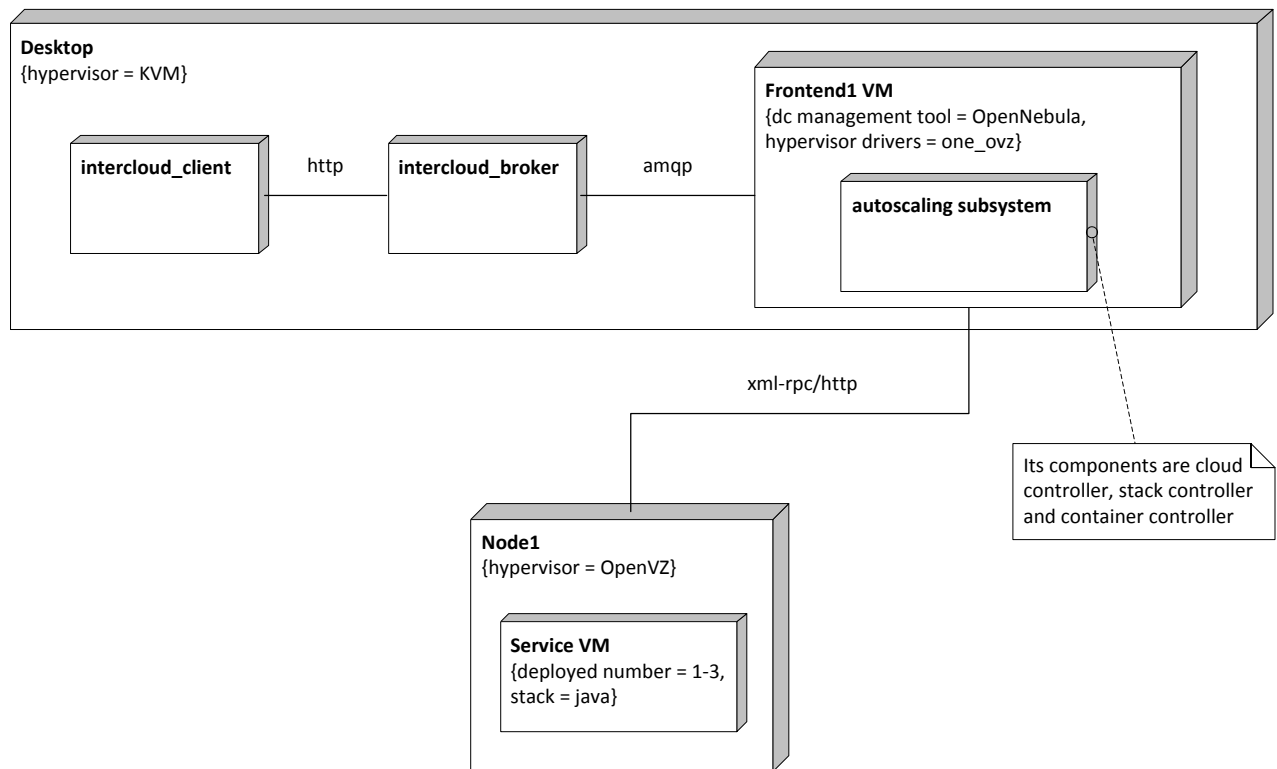 Desktop
{hypervisor = KVM}
Frontend1 VM
{dc management tool = OpenNebula,
hypervisor drivers = one_ovz}
intercloud_client
http
intercloud_broker
amqp
autoscaling subsystem
xml-rpc/http
Its components are cloud
controller, stack controller
and container controller
Node1
{hypervisor = OpenVZ}
Service VM
{deployed number = 1-3,
stack = java}